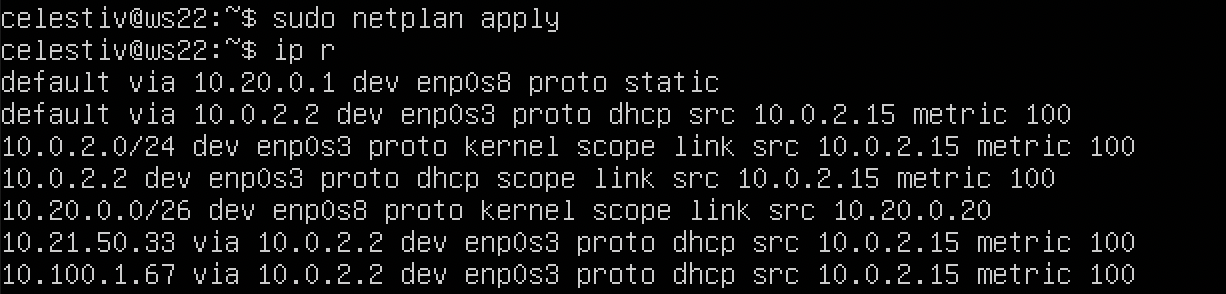 celestiv@ws22:~$ sudo netplan apply
celestiv@ws22:~$ ip r
default via 10.20.0.1 dev enp0s8 proto static
default via 10.0.2.2 dev enp0s3 proto dhcp src 10.0.2.15 metric 100
10.0.2.0/24 dev enp0s3 proto kernel scope link src 10.0.2.15 metric 100
10.0.2.2 dev enp0s3 proto dhcp scope link src 10.0.2.15 metric 100
10.20.0.0/26 dev enp0s8 proto kernel scope link src 10.20.0.20
10.21.50.33 via 10.0.2.2 dev enp0s3 proto dhcp src 10.0.2.15 metric 100
10.100.1.67 via 10.0.2.2 dev enp0s3 proto dhcp src 10.0.2.15 metric 100